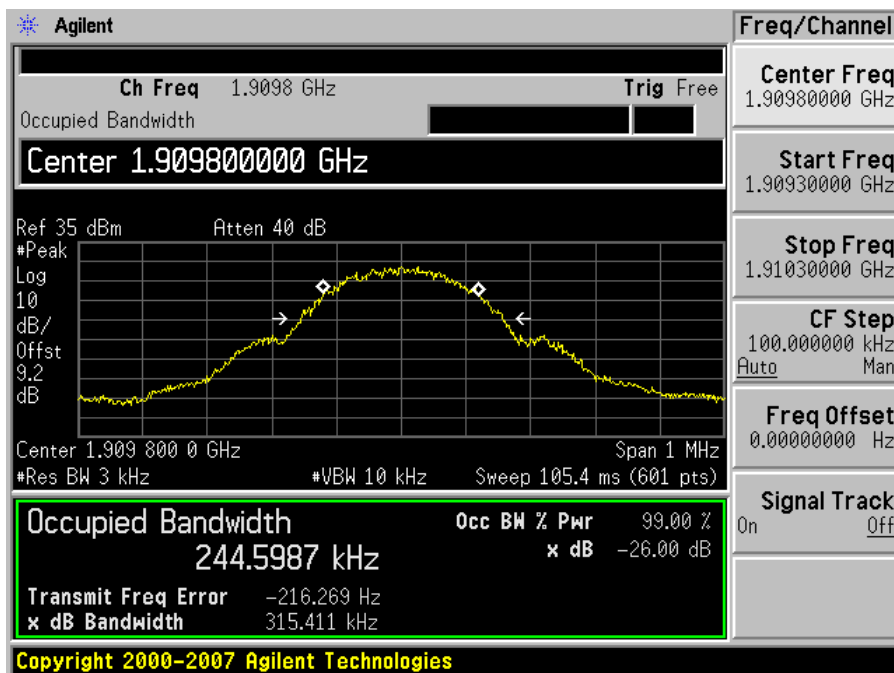 Agilent
Freq/Channel
Ch Freq 1.9098 GHz Trig Free
Occupied Bandwidth
Center 1.909800000 GHz
Ref 35 dBm Atten 40 dB
#Peak
Log
10
dB/
Offst
9.2
dB
Center 1.909 800 0 GHz Span 1 MHz
#Res BW 3 kHz #VBW 10 kHz Sweep 105.4 ms (601 pts)
Occupied Bandwidth
244.5987 kHz
Occ BW % Pwr 99.00 %
x dB -26.00 dB
Transmit Freq Error -216.269 Hz
x dB Bandwidth 315.411 kHz
Center Freq
1.90980000 GHz
Start Freq
1.90930000 GHz
Stop Freq
1.91030000 GHz
CF Step
100.000000 kHz
Auto Man
Freq Offset
0.00000000 Hz
Signal Track
On Off
Copyright 2000-2007 Agilent Technologies